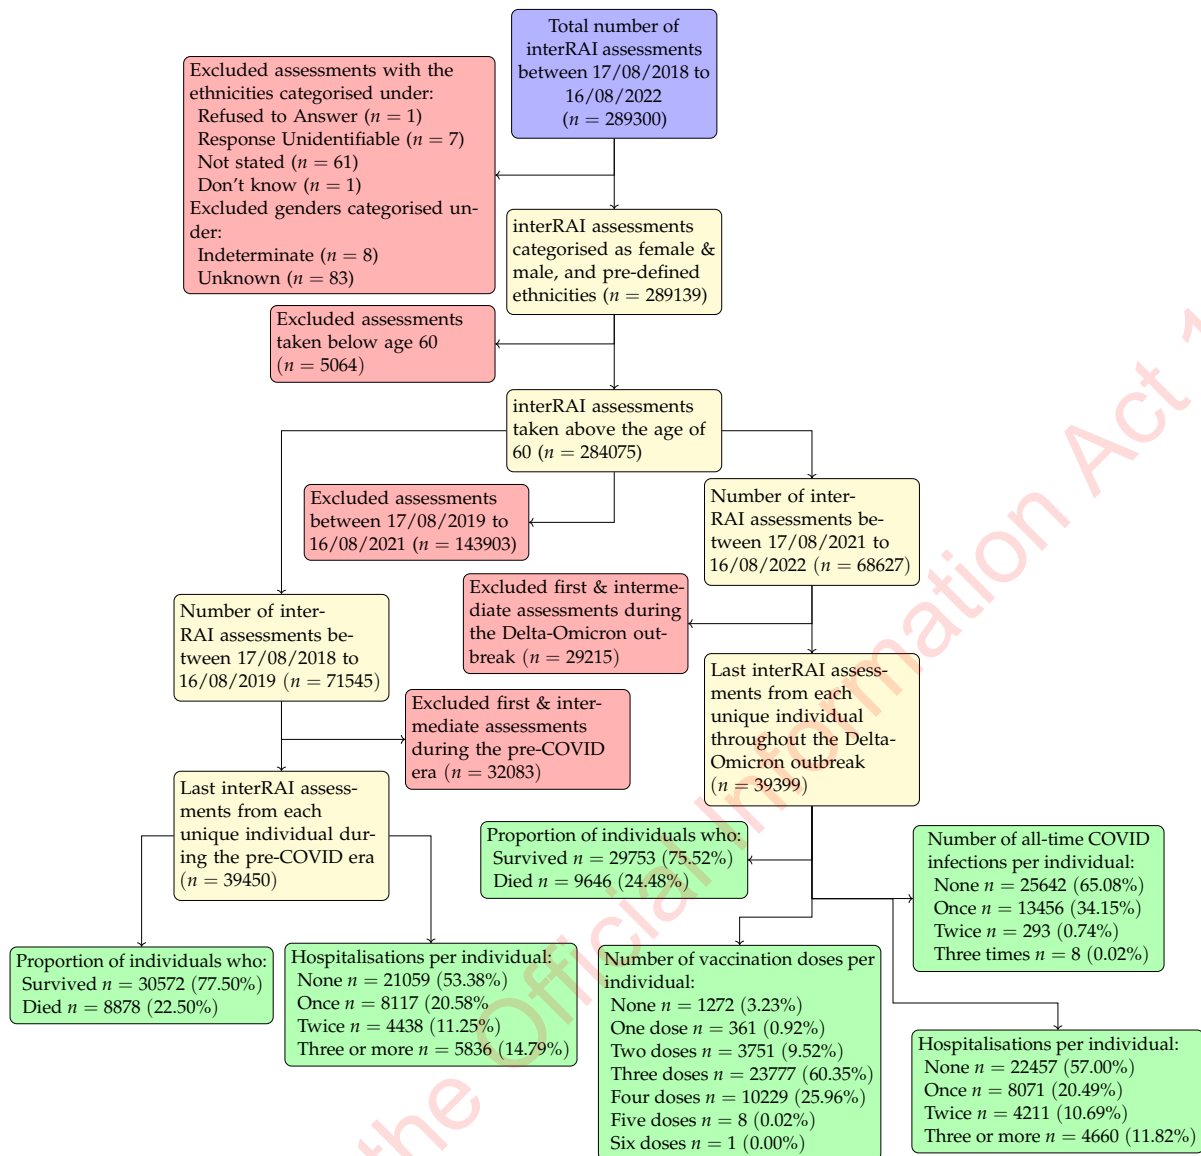 Total number of
interRAI assessments
between 17/08/2018 to
16/08/2022
(n = 289300)
Excluded assessments with the
ethnicities categorised under:
Refused to Answer (n = 1)
Response Unidentifiable (n = 7)
Not stated (n = 61)
Don't know (n = 1)
Excluded genders categorised un-
der:
Indeterminate (n = 8)
Unknown (n = 83)
interRAI assessments
categorised as female &
male, and pre-defined
ethnicities (n = 289139)
Excluded assessments
taken below age 60
(n = 5064)
interRAI assessments
taken above the age of
60 (n = 284075)
Excluded assessments
between 17/08/2019 to
16/08/2021 (n = 143903)
Number of inter-
RAI assessments be-
tween 17/08/2021 to
16/08/2022 (n = 68627)
Excluded first & interme-
diate assessments during
the Delta-Omicron out-
break (n = 29215)
Number of inter-
RAI assessments be-
tween 17/08/2018 to
16/08/2019 (n = 71545)
Last interRAI assess-
ments from each
unique individual
throughout the Delta-
Omicron outbreak
(n = 39399)
Excluded first & inter-
mediate assessments
during the pre-COVID
era (n = 32083)
Last interRAI assess-
ments from each
unique individual dur-
ing the pre-COVID era
(n = 39450)
Proportion of individuals who:
Survived n = 29753 (75.52%)
Died n = 9646 (24.48%)
Number of all-time COVID
infections per individual:
None n = 25642 (65.08%)
Once n = 13456 (34.15%)
Twice n = 293 (0.74%)
Three times n = 8 (0.02%)
Proportion of individuals who:
Survived n = 30572 (77.50%)
Died n = 8878 (22.50%)
Hospitalisations per individual:
None n = 21059 (53.38%)
Once n = 8117 (20.58%
Twice n = 4438 (11.25%)
Three or more n = 5836 (14.79%)
Number of vaccination doses per
individual:
None n = 1272 (3.23%)
One dose n = 361 (0.92%)
Two doses n = 3751 (9.52%)
Three doses n = 23777 (60.35%)
Four doses n = 10229 (25.96%)
Five doses n = 8 (0.02%)
Six doses n = 1 (0.00%)
Hospitalisations per individual:
None n = 22457 (57.00%)
Once n = 8071 (20.49%)
Twice n = 4211 (10.69%)
Three or more n = 4660 (11.82%)
the Official Information Act